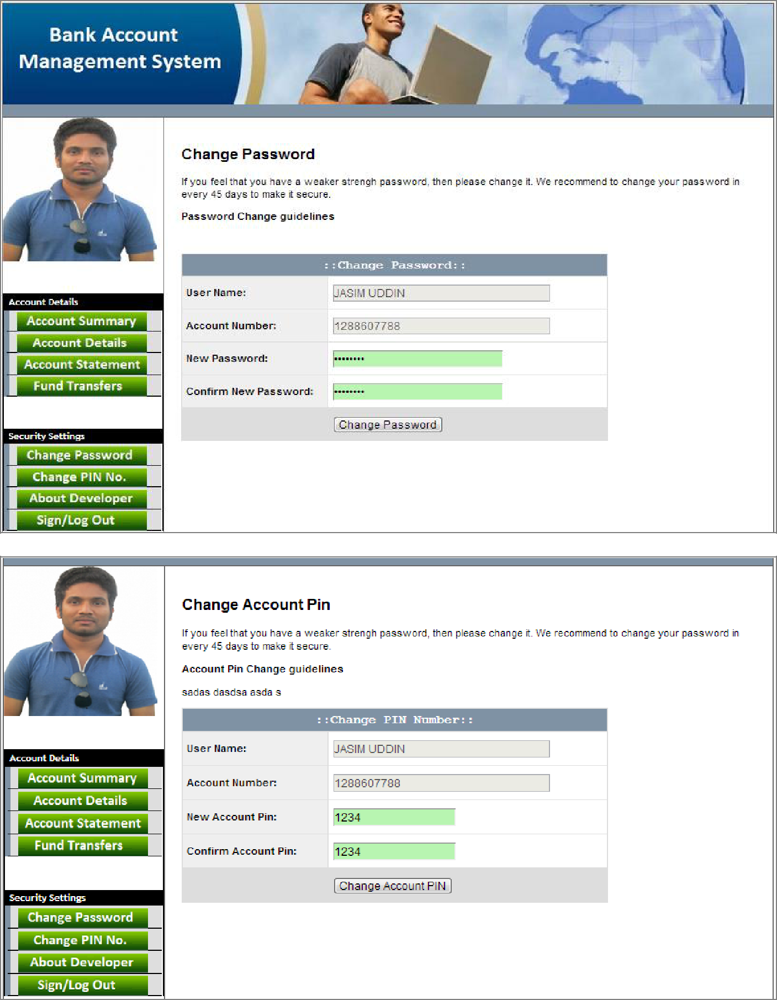 Bank Account
Management System
Change Password
If you feel that you have a weaker strengh password, then please change it. We recommend to change your password in
every 45 days to make it secure.
Password Change guidelines
::Change Password::
User Name:
JASIM UDDIN
Account Number:
1288607788
New Password:
••••••••
Confirm New Password:
••••••••
Change Password
Account Details
Account Summary
Account Details
Account Statement
Fund Transfers
Security Settings
Change Password
Change PIN No.
About Developer
Sign/Log Out
Change Account Pin
If you feel that you have a weaker strengh password, then please change it. We recommend to change your password in
every 45 days to make it secure.
Account Pin Change guidelines
sadas dasdsa asda s
::Change PIN Number::
User Name:
JASIM UDDIN
Account Number:
1288607788
New Account Pin:
1234
Confirm Account Pin:
1234
Change Account PIN
Account Details
Account Summary
Account Details
Account Statement
Fund Transfers
Security Settings
Change Password
Change PIN No.
About Developer
Sign/Log Out